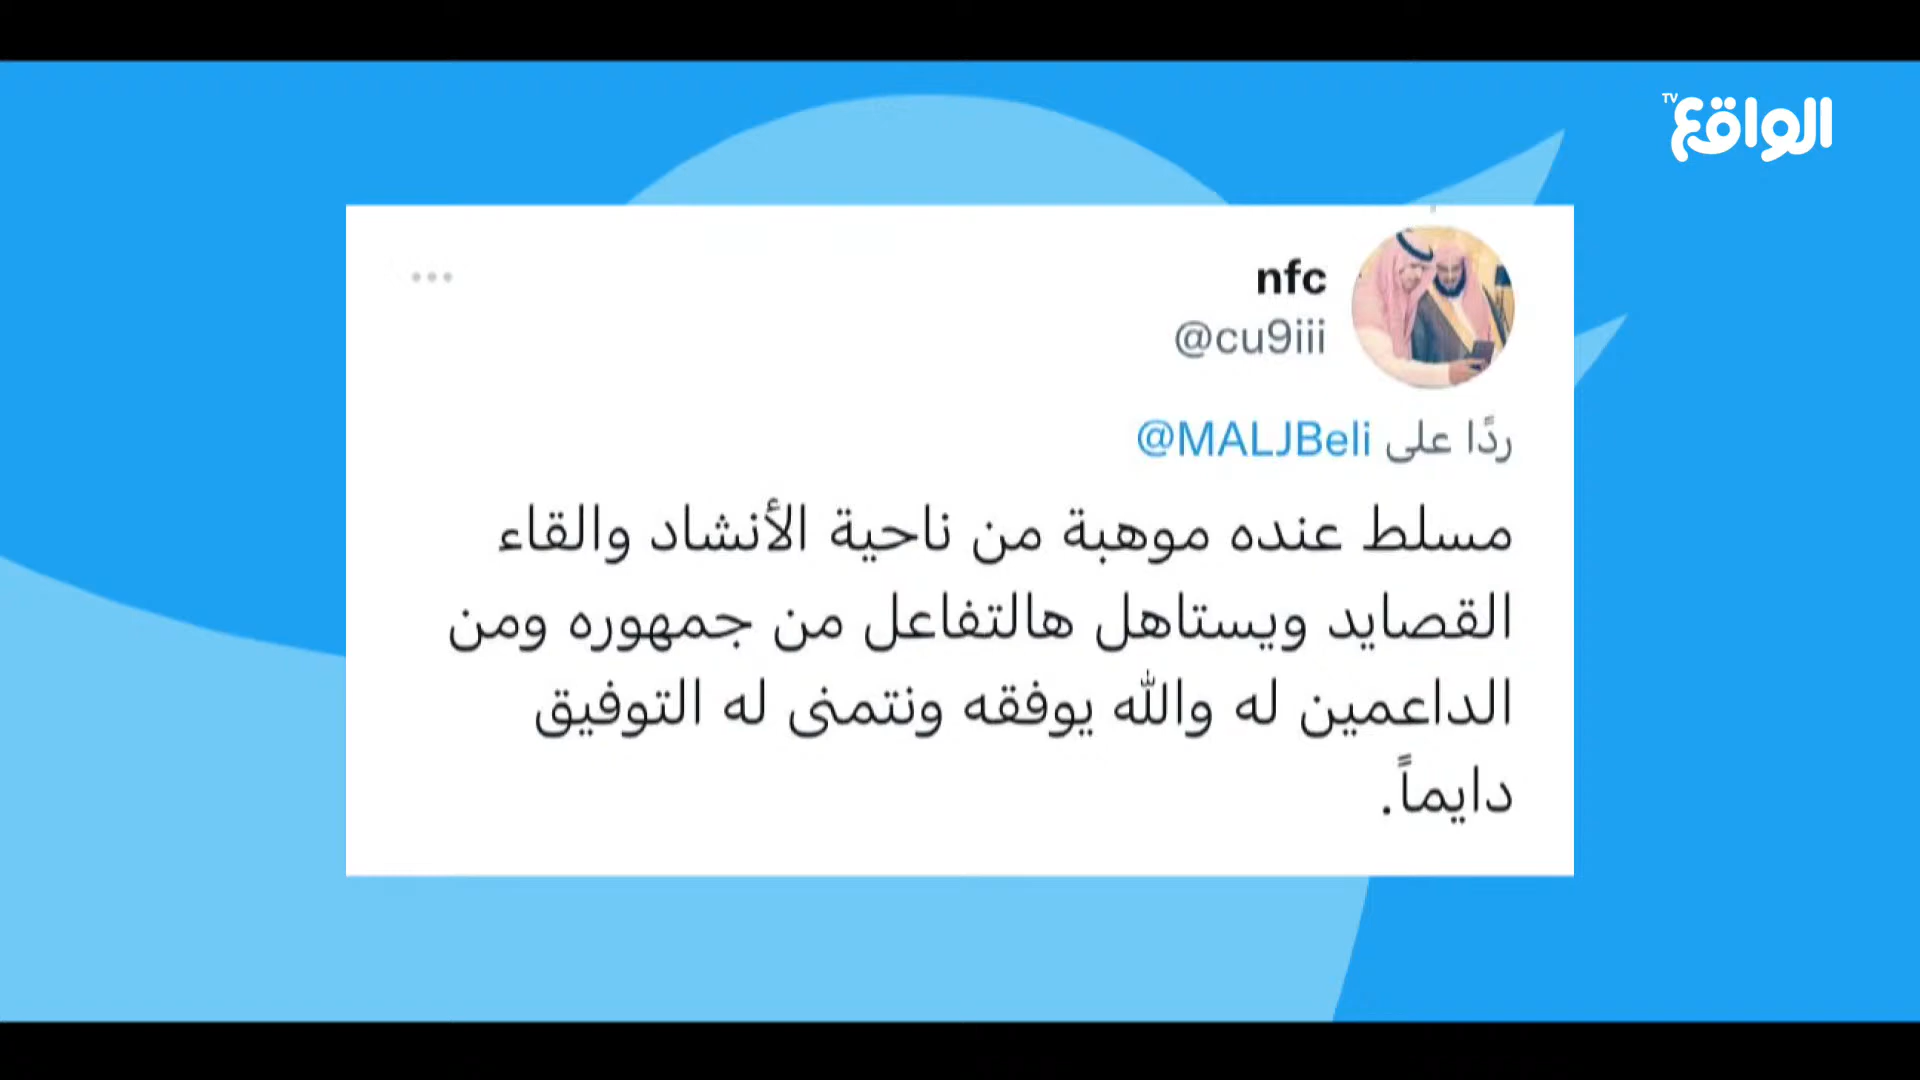 الواقع TV
nfc
@cu9iii
ردًا على @MALJBeli
مسلط عنده موهبة من ناحية الأنشاد والقاء
القصايد ويستاهل هالتفاعل من جمهوره ومن
الداعمين له والله يوفقه ونتمنى له التوفيق
دايماً.